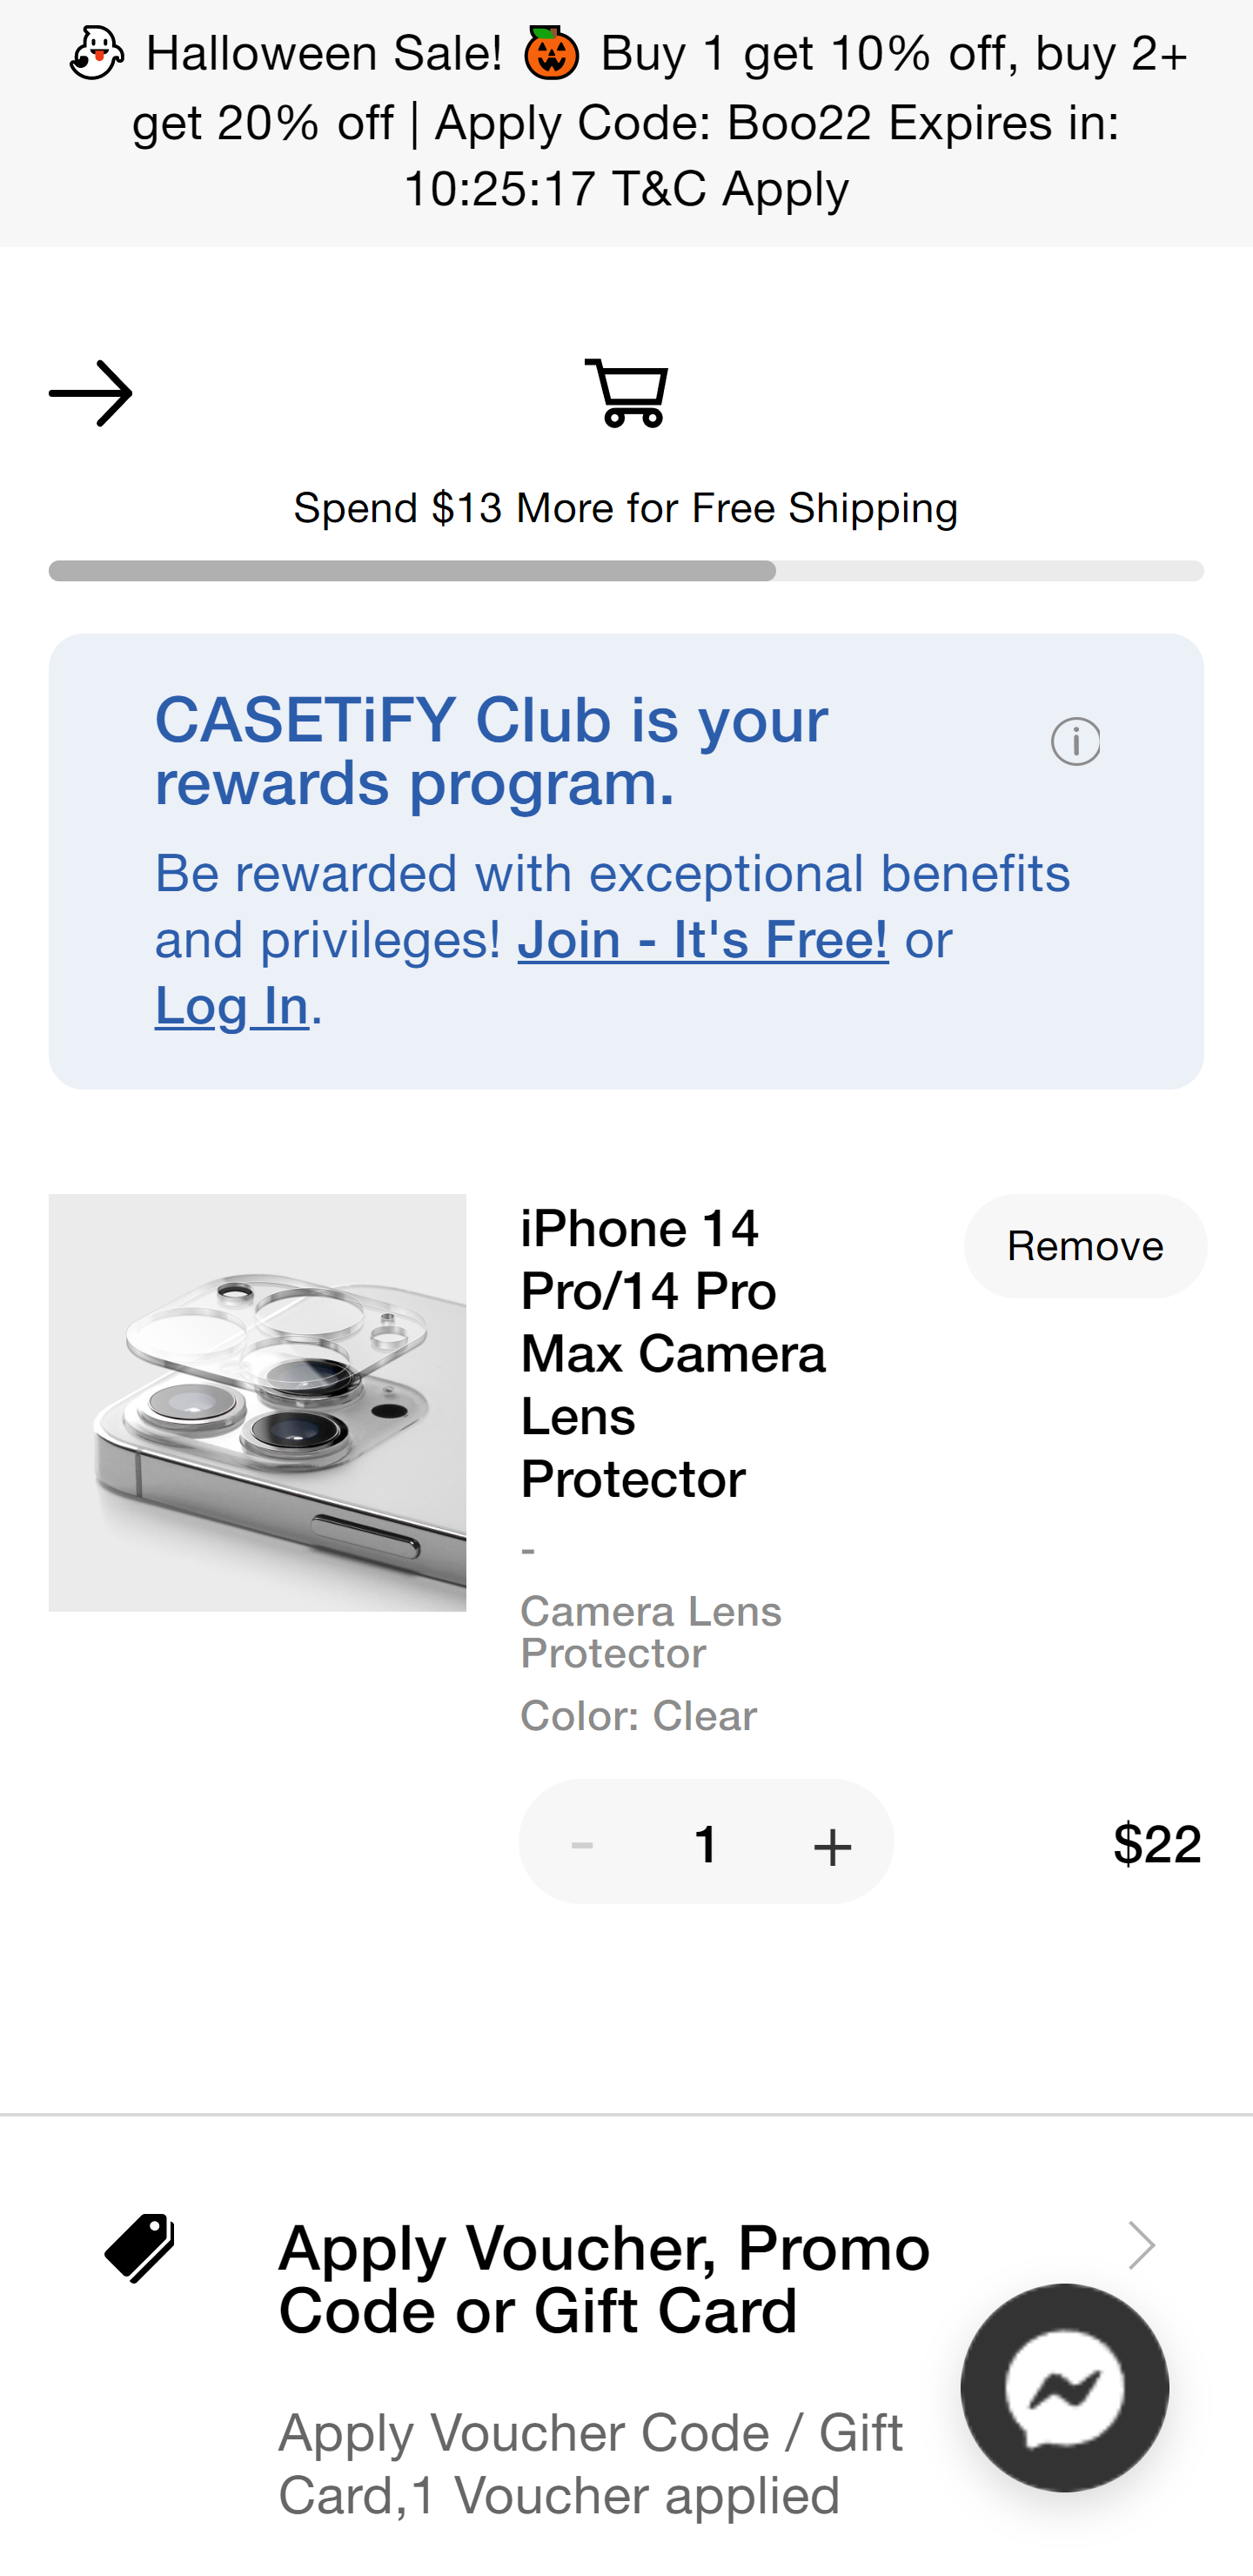 👻 Halloween Sale! 🎃 Buy 1 get 10% off, buy 2+
get 20% off | Apply Code: Boo22 Expires in:
10:25:17 T&C Apply
Spend $13 More for Free Shipping
CASETiFY Club is your
rewards program.
Be rewarded with exceptional benefits
and privileges! Join - It's Free! or
Log In.
iPhone 14
Pro/14 Pro
Max Camera
Lens
Protector
Remove
-
Camera Lens
Protector
Color: Clear
- 1 +
$22
Apply Voucher, Promo
Code or Gift Card
Apply Voucher Code / Gift
Card,1 Voucher applied